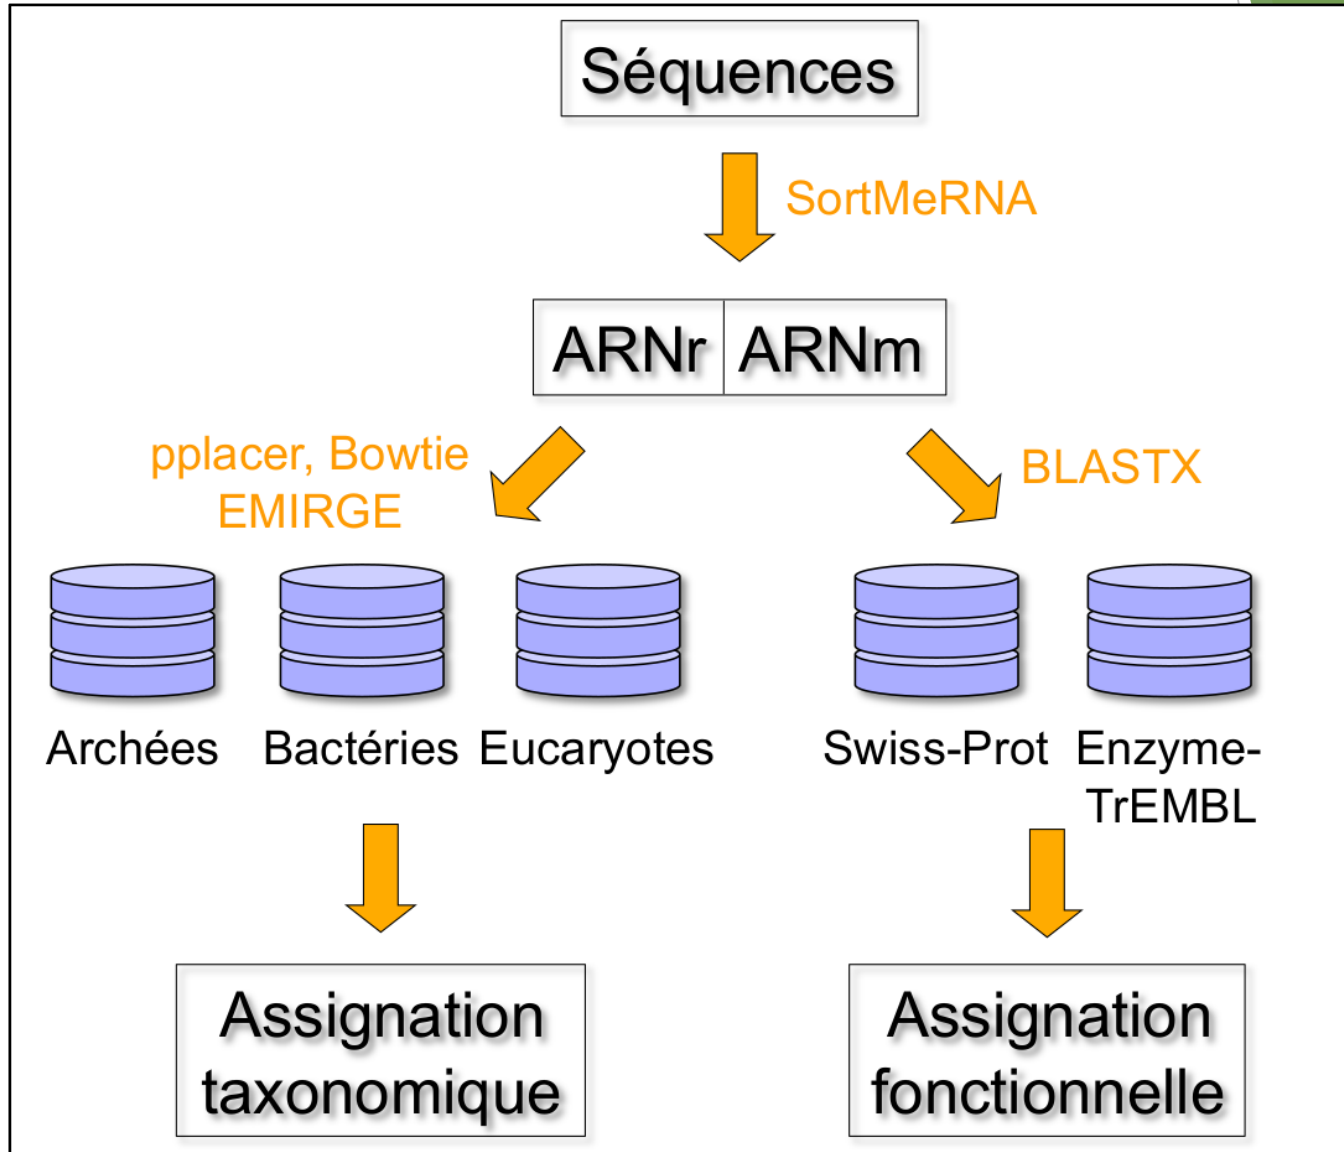 Séquences
SortMeRNA
ARNr ARNm
pplacer, Bowtie
EMIRGE
BLASTX
Archées Bactéries Eucaryotes
Swiss-Prot Enzyme-
TrEMBL
Assignation
taxonomique
Assignation
fonctionnelle